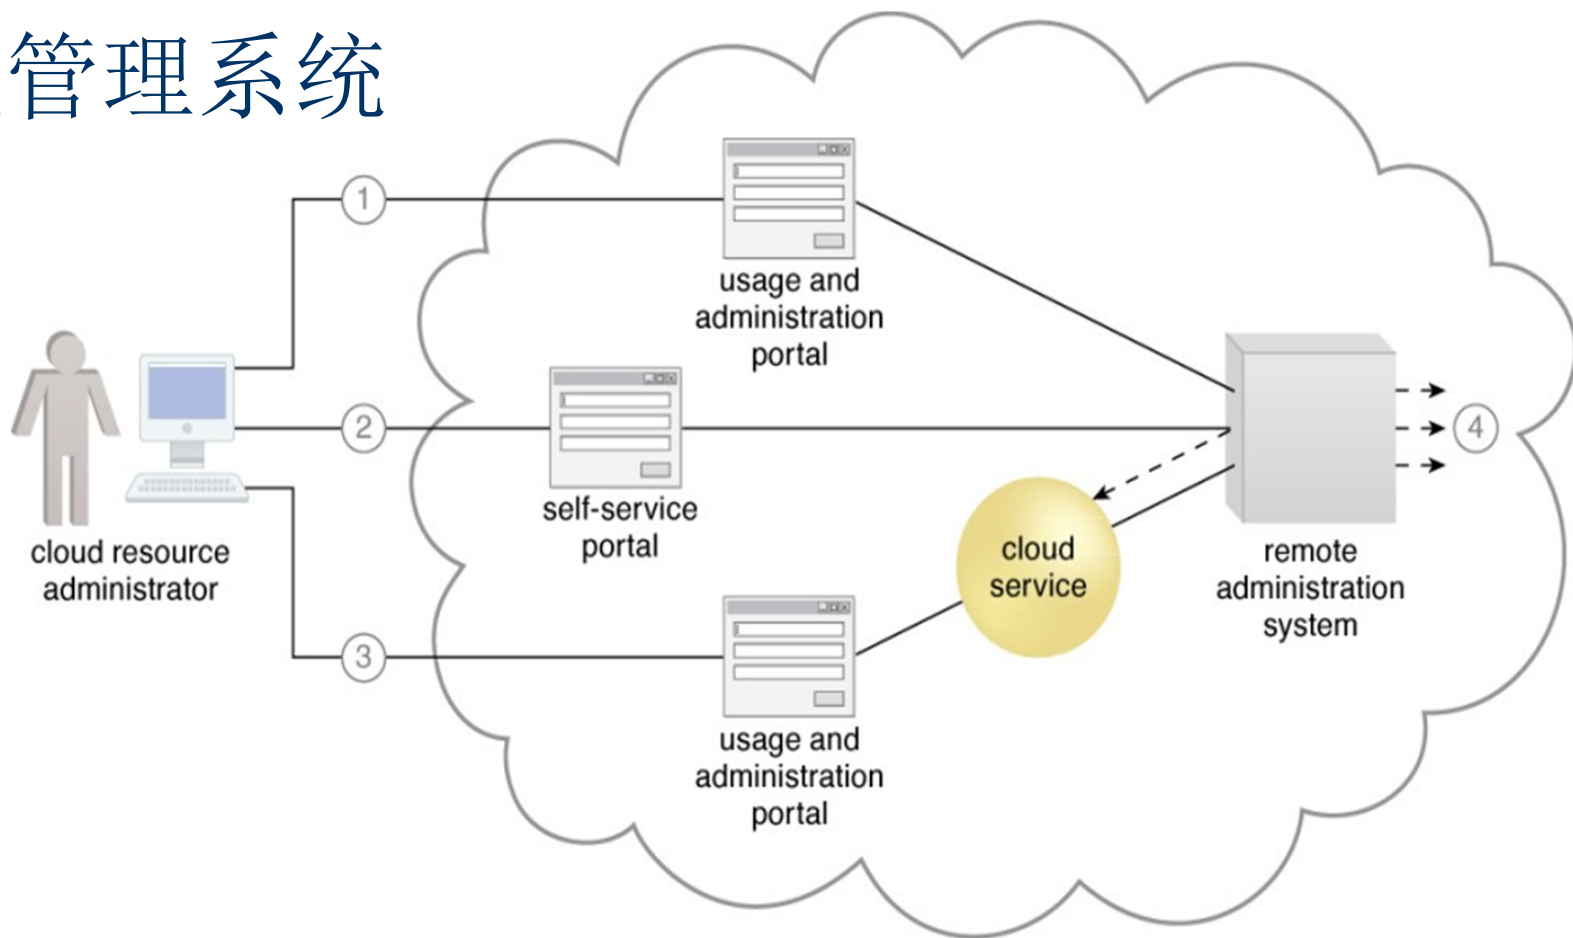 管理系统
1
usage and
administration
portal
2
self-service
portal
cloud resource
administrator
cloud
service
remote
administration
system
4
3
usage and
administration
portal